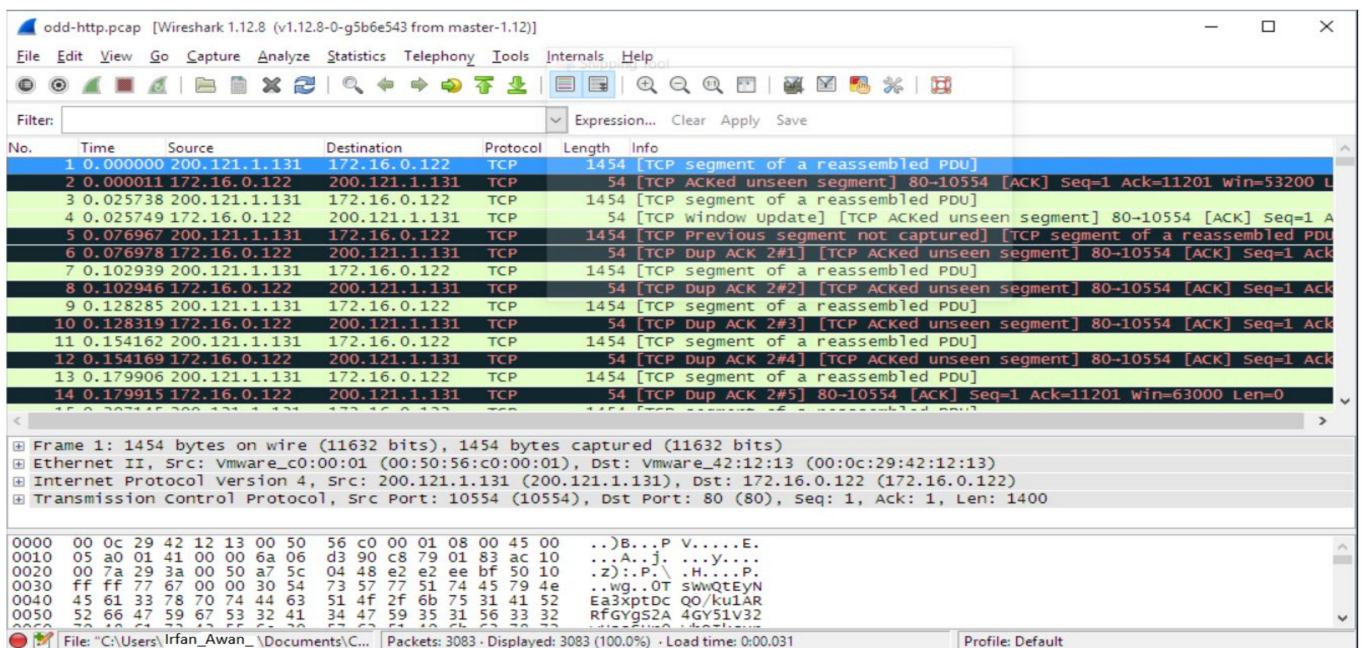 odd-http.pcap [Wireshark 1.12.8 (v1.12.8-0-g5b6e543 from master-1.12)]
File Edit View Go Capture Analyze Statistics Telephony Tools Internals Help
Snipping Tool
Filter: Expression... Clear Apply Save
No. Time Source Destination Protocol Length Info
1 0.000000 200.121.1.131 172.16.0.122 TCP 1454 [TCP segment of a reassembled PDU]
2 0.000011 172.16.0.122 200.121.1.131 TCP 54 [TCP ACKed unseen segment] 80→10554 [ACK] Seq=1 Ack=11201 Win=53200 L
3 0.025738 200.121.1.131 172.16.0.122 TCP 1454 [TCP segment of a reassembled PDU]
4 0.025749 172.16.0.122 200.121.1.131 TCP 54 [TCP Window Update] [TCP ACKed unseen segment] 80→10554 [ACK] Seq=1 A
5 0.076967 200.121.1.131 172.16.0.122 TCP 1454 [TCP Previous segment not captured] [TCP segment of a reassembled PDU
6 0.076978 172.16.0.122 200.121.1.131 TCP 54 [TCP Dup ACK 2#1] [TCP ACKed unseen segment] 80→10554 [ACK] Seq=1 Ack
7 0.102939 200.121.1.131 172.16.0.122 TCP 1454 [TCP segment of a reassembled PDU]
8 0.102946 172.16.0.122 200.121.1.131 TCP 54 [TCP Dup ACK 2#2] [TCP ACKed unseen segment] 80→10554 [ACK] Seq=1 Ack
9 0.128285 200.121.1.131 172.16.0.122 TCP 1454 [TCP segment of a reassembled PDU]
10 0.128319 172.16.0.122 200.121.1.131 TCP 54 [TCP Dup ACK 2#3] [TCP ACKed unseen segment] 80→10554 [ACK] Seq=1 Ack
11 0.154162 200.121.1.131 172.16.0.122 TCP 1454 [TCP segment of a reassembled PDU]
12 0.154169 172.16.0.122 200.121.1.131 TCP 54 [TCP Dup ACK 2#4] [TCP ACKed unseen segment] 80→10554 [ACK] Seq=1 Ack
13 0.179906 200.121.1.131 172.16.0.122 TCP 1454 [TCP segment of a reassembled PDU]
14 0.179915 172.16.0.122 200.121.1.131 TCP 54 [TCP Dup ACK 2#5] 80→10554 [ACK] Seq=1 Ack=11201 Win=63000 Len=0
Frame 1: 1454 bytes on wire (11632 bits), 1454 bytes captured (11632 bits)
Ethernet II, Src: Vmware_c0:00:01 (00:50:56:c0:00:01), Dst: Vmware_42:12:13 (00:0c:29:42:12:13)
Internet Protocol Version 4, Src: 200.121.1.131 (200.121.1.131), Dst: 172.16.0.122 (172.16.0.122)
Transmission Control Protocol, Src Port: 10554 (10554), Dst Port: 80 (80), Seq: 1, Ack: 1, Len: 1400
0000 00 0c 29 42 12 13 00 50 56 c0 00 01 08 00 45 00 ..)B...P V.....E.
0010 05 a0 01 41 00 00 6a 06 d3 90 c8 79 01 83 ac 10 ...A..j. ...y....
0020 00 7a 29 3a 00 50 a7 5c 04 48 e2 e2 ee bf 50 10 .z):.P.\ .H....P.
0030 ff ff 77 67 00 00 30 54 73 57 77 51 74 45 79 4e ..wg..0T sWwQtEyN
0040 45 61 33 78 70 74 44 63 51 4f 2f 6b 75 31 41 52 Ea3xptDc QO/ku1AR
0050 52 66 47 59 67 53 32 41 34 47 59 35 31 56 33 32 RfGYgS2A 4GY51V32
File: "C:\Users\ Irfan_Awan_ \Documents\C... Packets: 3083 · Displayed: 3083 (100.0%) · Load time: 0:00.031 Profile: Default